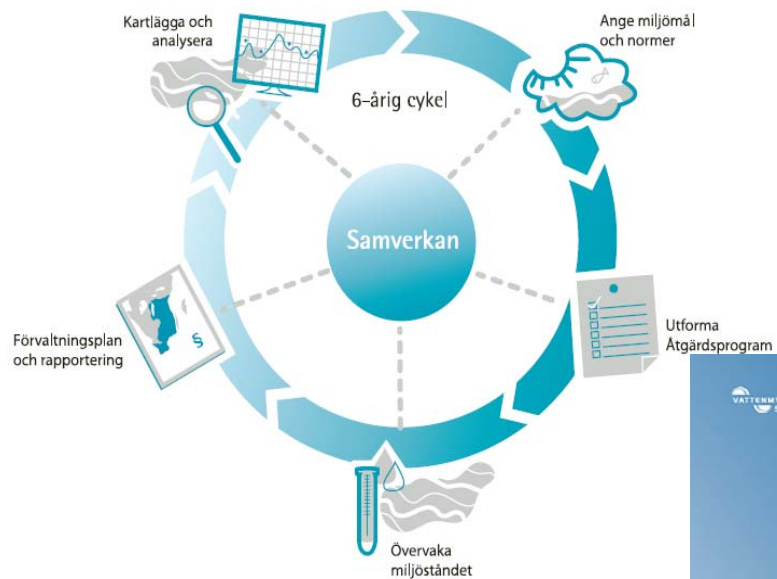 Kartlägga och
analysera
Ange miljömål
och normer
6-årig cykel
Samverkan
Utforma
Åtgärdsprogram
Övervaka
miljöståndet
Förvaltningsplan
och rapportering
§